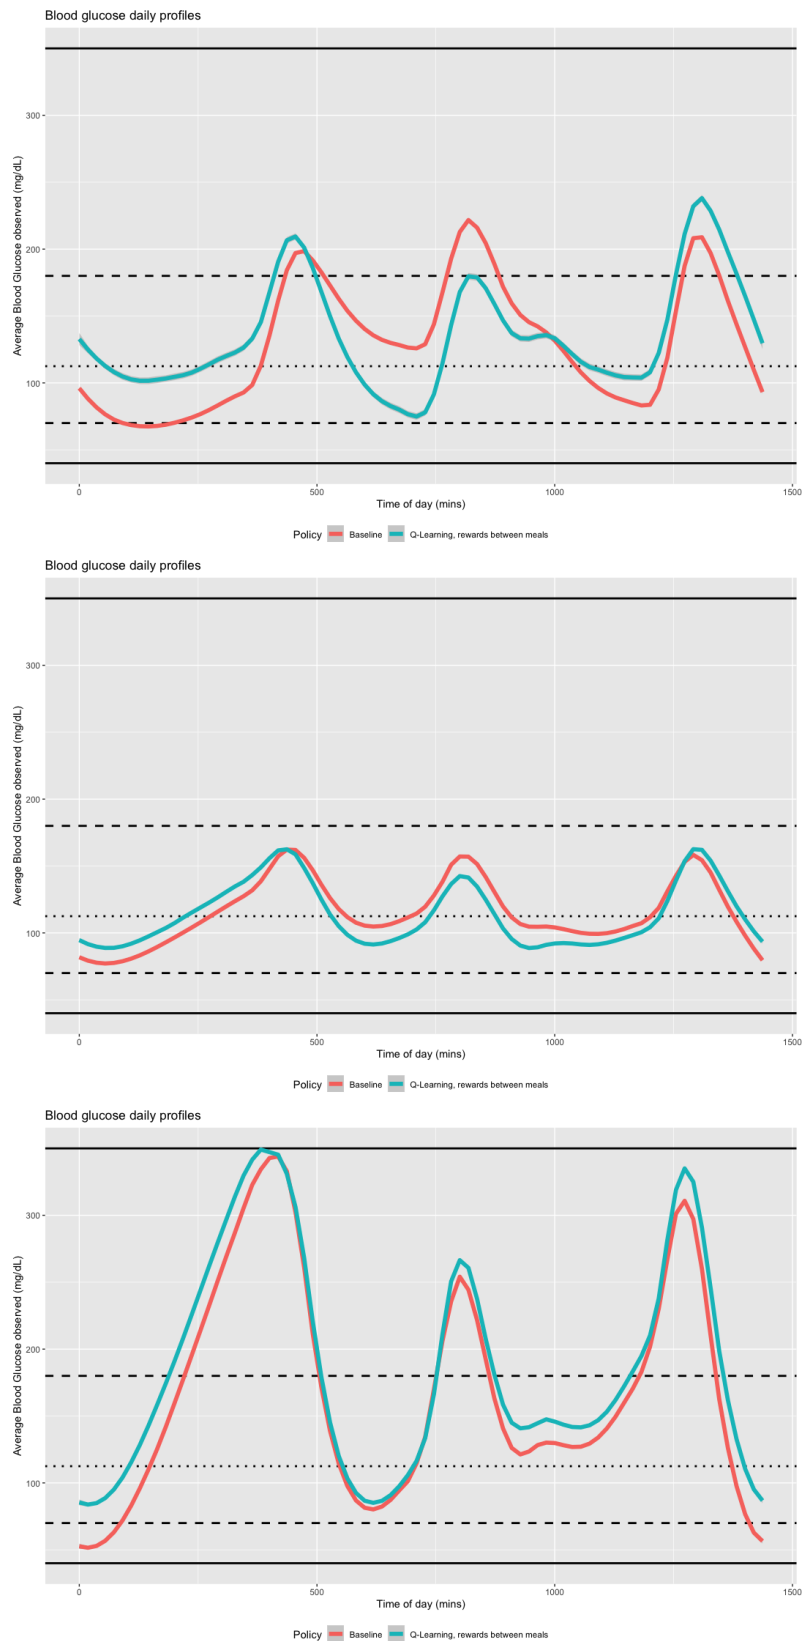 Blood glucose daily profiles
Average Blood Glucose observed (mg/dL)
300
200
100
0 500 1000 1500
Time of day (mins)
Policy Baseline Q-Learning, rewards between meals
Blood glucose daily profiles
Average Blood Glucose observed (mg/dL)
300
200
100
0 500 1000 1500
Time of day (mins)
Policy Baseline Q-Learning, rewards between meals
Blood glucose daily profiles
Average Blood Glucose observed (mg/dL)
300
200
100
0 500 1000 1500
Time of day (mins)
Policy Baseline Q-Learning, rewards between meals